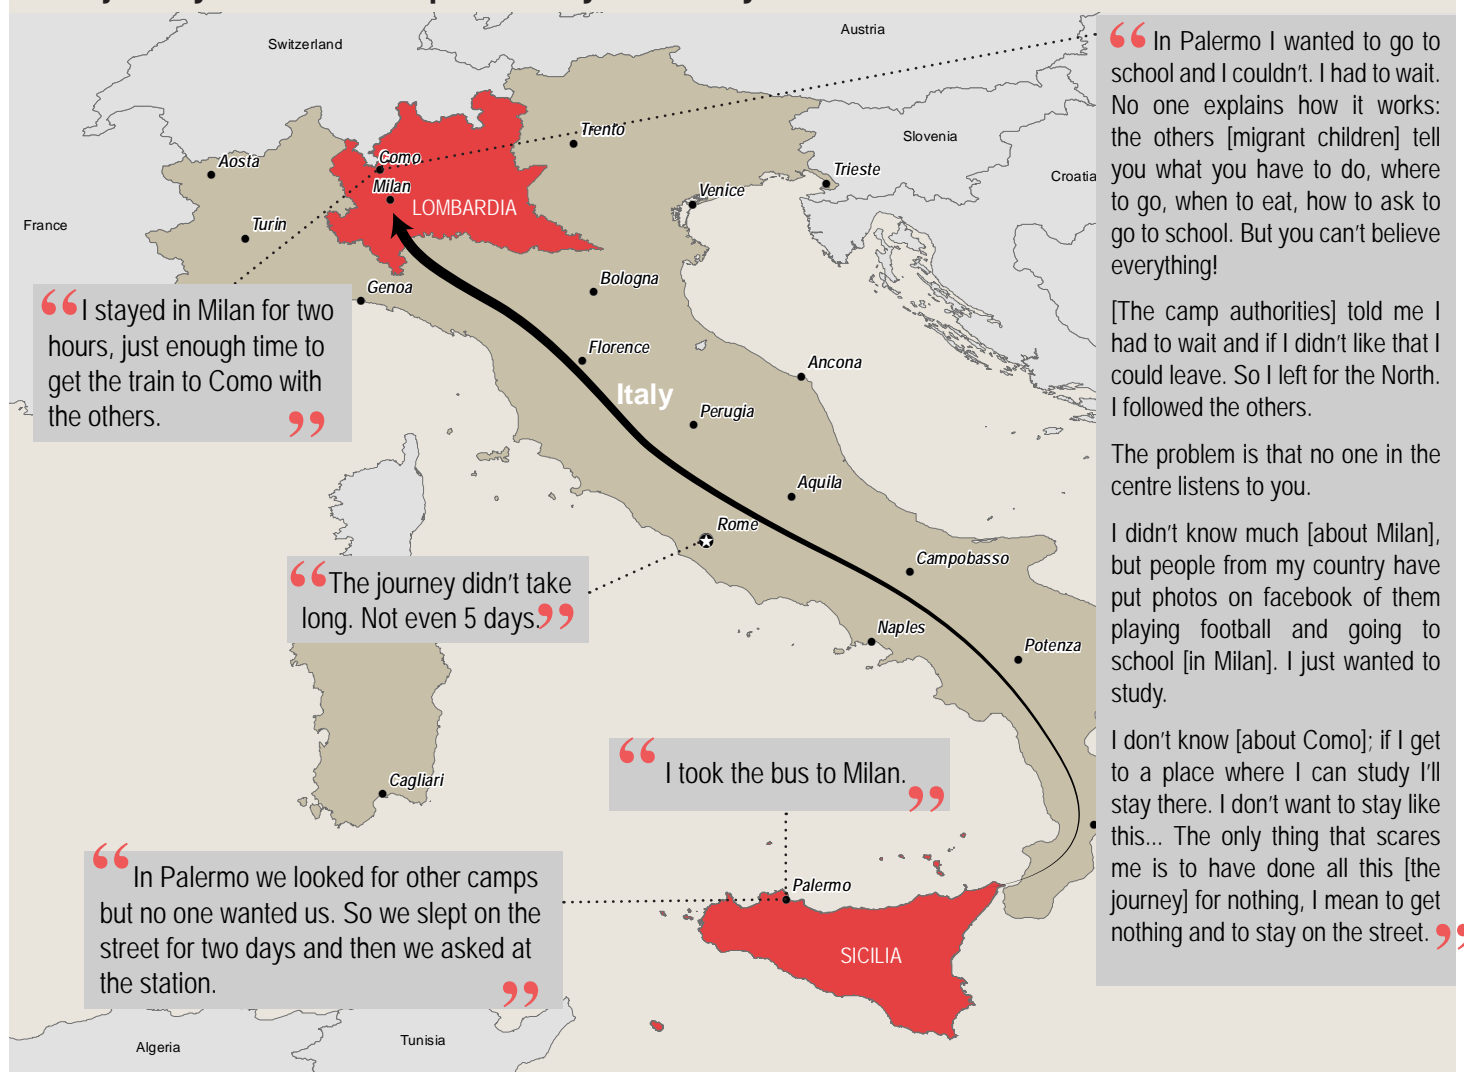 Switzerland
Austria
Slovenia
Croatia
France
Trento
Aosta
Como
Milan
LOMBARDIA
Trieste
Venice
Turin
Genoa
Bologna
Florence
Italy
Ancona
Perugia
Aquila
Rome
Campobasso
Naples
Potenza
Cagliari
Palermo
SICILIA
Algeria
Tunisia
“I stayed in Milan for two
hours, just enough time to
get the train to Como with
the others.
”
“The journey didn’t take
long. Not even 5 days.”
“ I took the bus to Milan.
”
“In Palermo we looked for other camps
but no one wanted us. So we slept on the
street for two days and then we asked at
the station.
”
“ In Palermo I wanted to go to
school and I couldn’t. I had to wait.
No one explains how it works:
the others [migrant children] tell
you what you have to do, where
to go, when to eat, how to ask to
go to school. But you can’t believe
everything!
[The camp authorities] told me I
had to wait and if I didn’t like that I
could leave. So I left for the North.
I followed the others.
The problem is that no one in the
centre listens to you.
I didn’t know much [about Milan],
but people from my country have
put photos on facebook of them
playing football and going to
school [in Milan]. I just wanted to
study.
I don’t know [about Como]; if I get
to a place where I can study I’ll
stay there. I don’t want to stay like
this... The only thing that scares
me is to have done all this [the
journey] for nothing, I mean to get
nothing and to stay on the street. ”